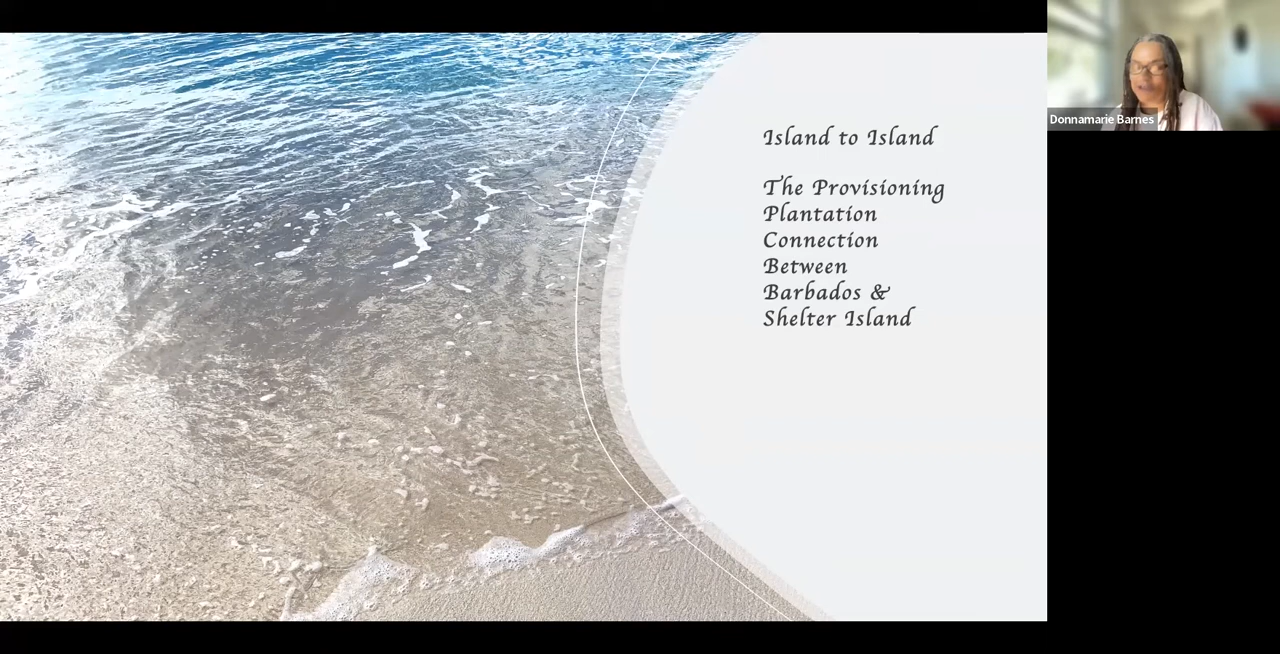 Island to Island
The Provisioning
Plantation
Connection
Between
Barbados &
Shelter Island
Donnamarie Barnes